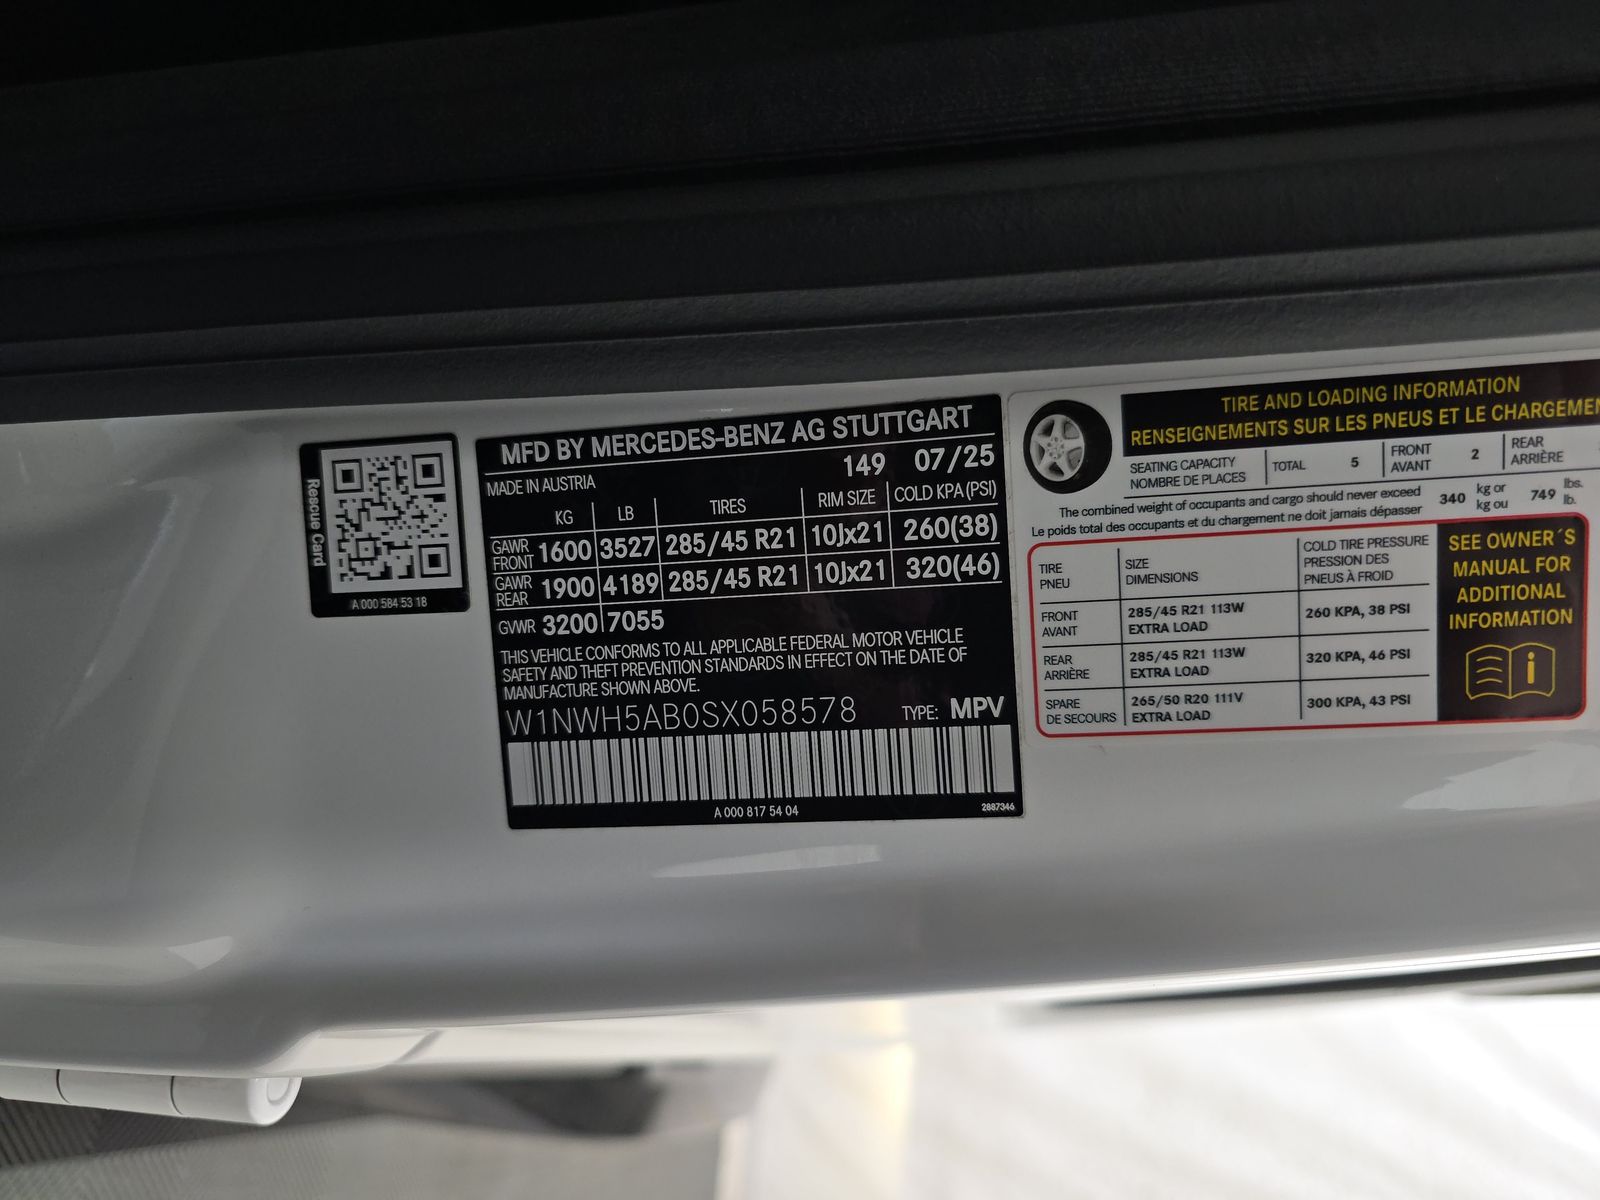 Rescue Card
A 000 584 53 18
MFD BY MERCEDES-BENZ AG STUTTGART
MADE IN AUSTRIA 149 07/25
KG LB TIRES RIM SIZE COLD KPA(PSI)
GAWR FRONT 1600 3527 285/45 R21 10Jx21 260(38)
GAWR REAR 1900 4189 285/45 R21 10Jx21 320(46)
GVWR 3200 7055
THIS VEHICLE CONFORMS TO ALL APPLICABLE FEDERAL MOTOR VEHICLE
SAFETY AND THEFT PREVENTION STANDARDS IN EFFECT ON THE DATE OF
MANUFACTURE SHOWN ABOVE.
W1NWH5AB0SX058578 TYPE: MPV
A 000 817 54 04 2887346
TIRE AND LOADING INFORMATION
RENSEIGNEMENTS SUR LES PNEUS ET LE CHARGEMEN
SEATING CAPACITY
NOMBRE DE PLACES
TOTAL 5
FRONT
AVANT
2
REAR
ARRIÈRE
The combined weight of occupants and cargo should never exceed
Le poids total des occupants et du chargement ne doit jamais dépasser
340
kg or
kg ou
749
lbs.
lb.
TIRE
PNEU
SIZE
DIMENSIONS
COLD TIRE PRESSURE
PRESSION DES
PNEUS À FROID
FRONT
AVANT
285/45 R21 113W
EXTRA LOAD
260 KPA, 38 PSI
REAR
ARRIÈRE
285/45 R21 113W
EXTRA LOAD
320 KPA, 46 PSI
SPARE
DE SECOURS
265/50 R20 111V
EXTRA LOAD
300 KPA, 43 PSI
SEE OWNER´S
MANUAL FOR
ADDITIONAL
INFORMATION